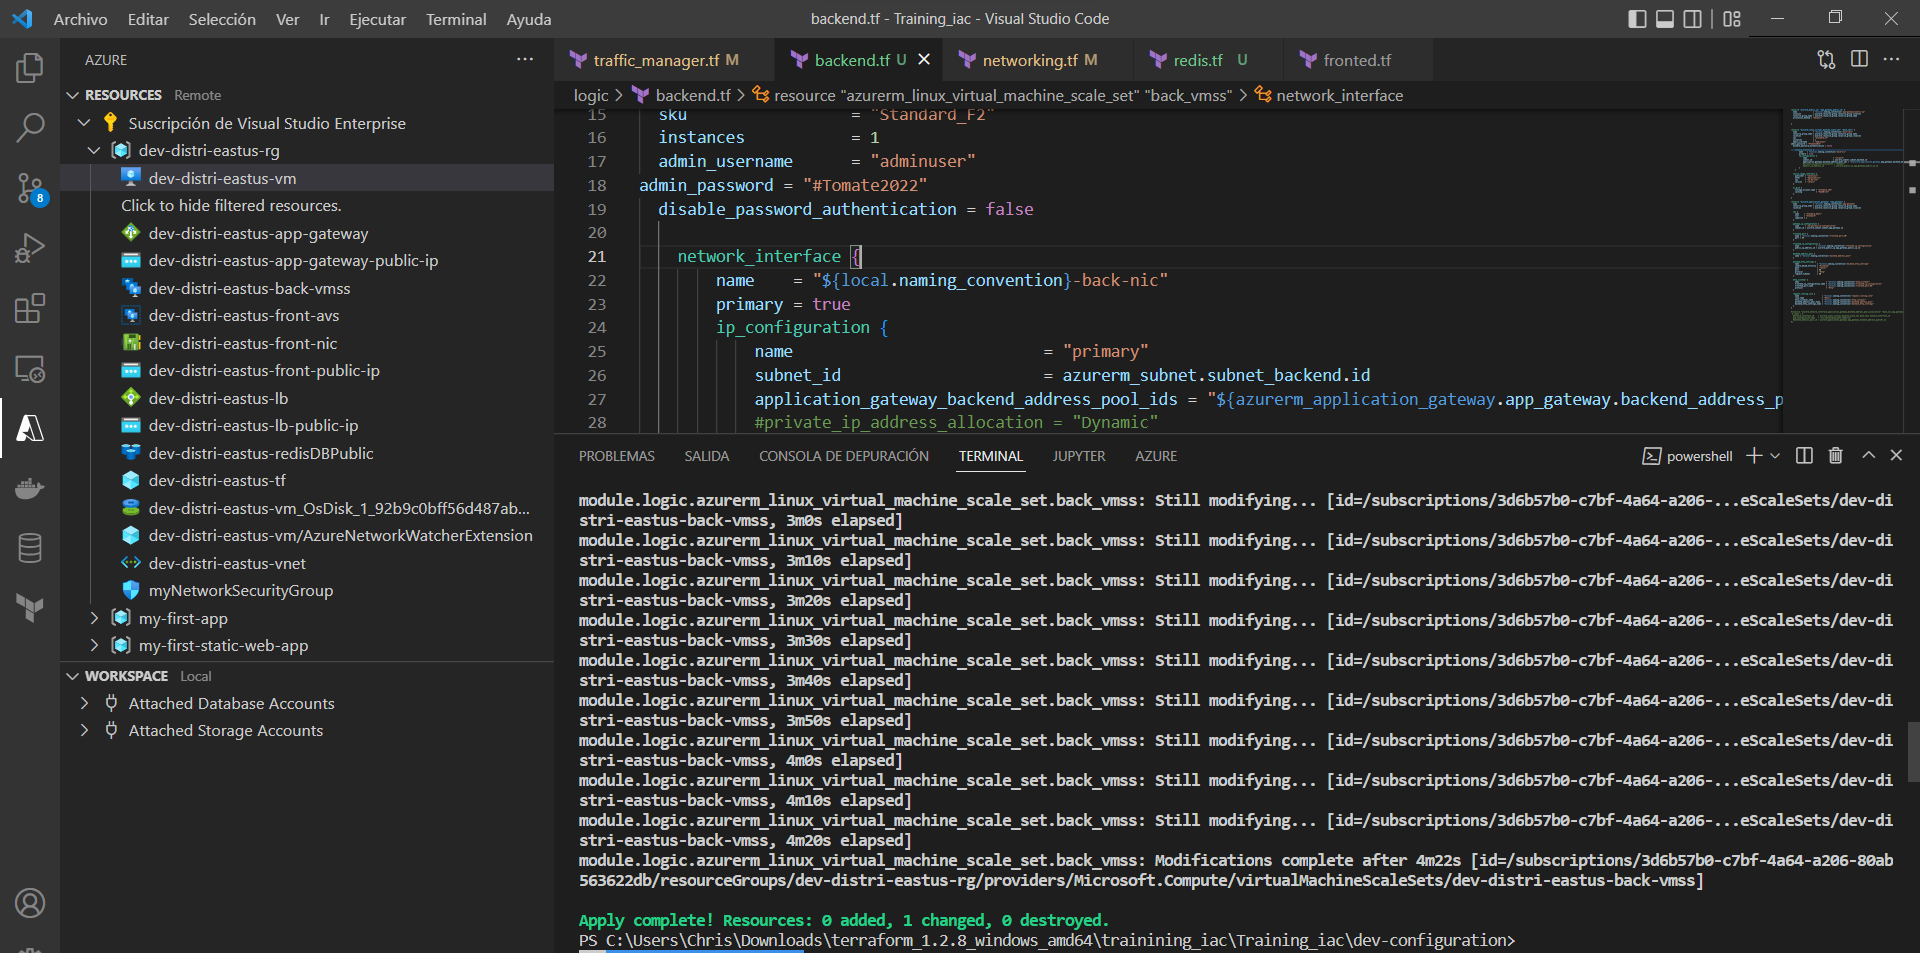 Archivo Editar Selección Ver Ir Ejecutar Terminal Ayuda
backend.tf - Training_iac - Visual Studio Code
AZURE
RESOURCES Remote
Suscripción de Visual Studio Enterprise
dev-distri-eastus-rg
dev-distri-eastus-vm
Click to hide filtered resources.
dev-distri-eastus-app-gateway
dev-distri-eastus-app-gateway-public-ip
dev-distri-eastus-back-vmss
dev-distri-eastus-front-avs
dev-distri-eastus-front-nic
dev-distri-eastus-front-public-ip
dev-distri-eastus-lb
dev-distri-eastus-lb-public-ip
dev-distri-eastus-redisDBPublic
dev-distri-eastus-tf
dev-distri-eastus-vm_OsDisk_1_92b9c0bff56d487ab...
dev-distri-eastus-vm/AzureNetworkWatcherExtension
dev-distri-eastus-vnet
myNetworkSecurityGroup
my-first-app
my-first-static-web-app
WORKSPACE Local
Attached Database Accounts
Attached Storage Accounts
8
traffic_manager.tf M backend.tf U networking.tf M redis.tf U fronted.tf
logic > backend.tf > resource "azurerm_linux_virtual_machine_scale_set" "back_vmss" > network_interface
15 sku = "Standard_F2"
16 instances = 1
17 admin_username = "adminuser"
18 admin_password = "#Tomate2022"
19 disable_password_authentication = false
20
21 network_interface {
22 name = "${local.naming_convention}-back-nic"
23 primary = true
24 ip_configuration {
25 name = "primary"
26 subnet_id = azurerm_subnet.subnet_backend.id
27 application_gateway_backend_address_pool_ids = "${azurerm_application_gateway.app_gateway.backend_address_p
28 #private_ip_address_allocation = "Dynamic"
PROBLEMAS SALIDA CONSOLA DE DEPURACIÓN TERMINAL JUPYTER AZURE
powershell
module.logic.azurerm_linux_virtual_machine_scale_set.back_vmss: Still modifying... [id=/subscriptions/3d6b57b0-c7bf-4a64-a206-...eScaleSets/dev-di
stri-eastus-back-vmss, 3m0s elapsed]
module.logic.azurerm_linux_virtual_machine_scale_set.back_vmss: Still modifying... [id=/subscriptions/3d6b57b0-c7bf-4a64-a206-...eScaleSets/dev-di
stri-eastus-back-vmss, 3m10s elapsed]
module.logic.azurerm_linux_virtual_machine_scale_set.back_vmss: Still modifying... [id=/subscriptions/3d6b57b0-c7bf-4a64-a206-...eScaleSets/dev-di
stri-eastus-back-vmss, 3m20s elapsed]
module.logic.azurerm_linux_virtual_machine_scale_set.back_vmss: Still modifying... [id=/subscriptions/3d6b57b0-c7bf-4a64-a206-...eScaleSets/dev-di
stri-eastus-back-vmss, 3m30s elapsed]
module.logic.azurerm_linux_virtual_machine_scale_set.back_vmss: Still modifying... [id=/subscriptions/3d6b57b0-c7bf-4a64-a206-...eScaleSets/dev-di
stri-eastus-back-vmss, 3m40s elapsed]
module.logic.azurerm_linux_virtual_machine_scale_set.back_vmss: Still modifying... [id=/subscriptions/3d6b57b0-c7bf-4a64-a206-...eScaleSets/dev-di
stri-eastus-back-vmss, 3m50s elapsed]
module.logic.azurerm_linux_virtual_machine_scale_set.back_vmss: Still modifying... [id=/subscriptions/3d6b57b0-c7bf-4a64-a206-...eScaleSets/dev-di
stri-eastus-back-vmss, 4m0s elapsed]
module.logic.azurerm_linux_virtual_machine_scale_set.back_vmss: Still modifying... [id=/subscriptions/3d6b57b0-c7bf-4a64-a206-...eScaleSets/dev-di
stri-eastus-back-vmss, 4m10s elapsed]
module.logic.azurerm_linux_virtual_machine_scale_set.back_vmss: Still modifying... [id=/subscriptions/3d6b57b0-c7bf-4a64-a206-...eScaleSets/dev-di
stri-eastus-back-vmss, 4m20s elapsed]
module.logic.azurerm_linux_virtual_machine_scale_set.back_vmss: Modifications complete after 4m22s [id=/subscriptions/3d6b57b0-c7bf-4a64-a206-80ab
563622db/resourceGroups/dev-distri-eastus-rg/providers/Microsoft.Compute/virtualMachineScaleSets/dev-distri-eastus-back-vmss]
Apply complete! Resources: 0 added, 1 changed, 0 destroyed.
PS C:\Users\Chris\Downloads\terraform_1.2.8_windows_amd64\trainining_iac\Training_iac\dev-configuration>